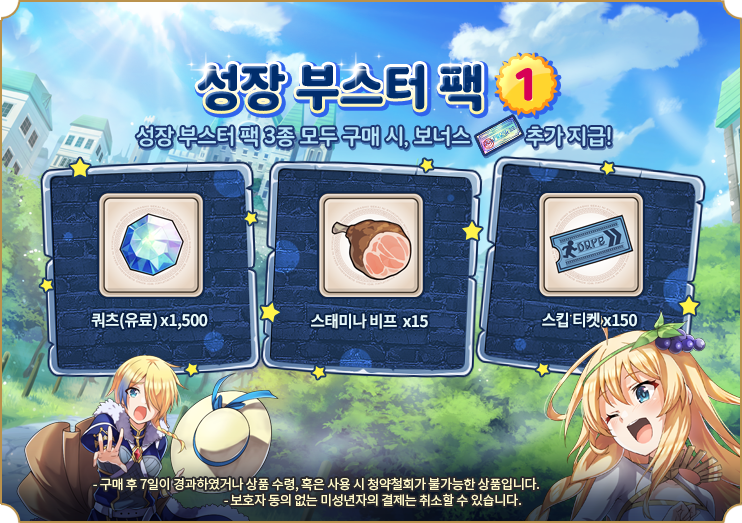 성장 부스터 팩 1
성장 부스터 팩 3종 모두 구매 시, 보너스 추가 지급!
쿼츠(유료) x1,500
스태미나 비프 x15
스킵 티켓 x150
- 구매 후 7일이 경과하였거나 상품 수령, 혹은 사용 시 청약철회가 불가능한 상품입니다.
- 보호자 동의 없는 미성년자의 결제는 취소할 수 있습니다.